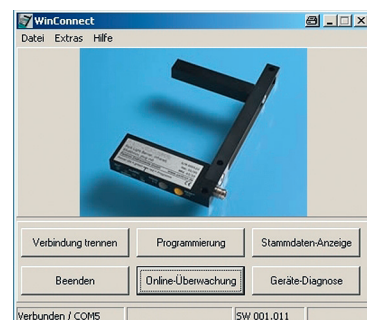 WinConnect
Datei Extras Hilfe
Verbindung trennen Programmierung Stammdaten-Anzeige
Beenden Online-Überwachung Geräte-Diagnose
Verbunden / COM5 SW 001.011